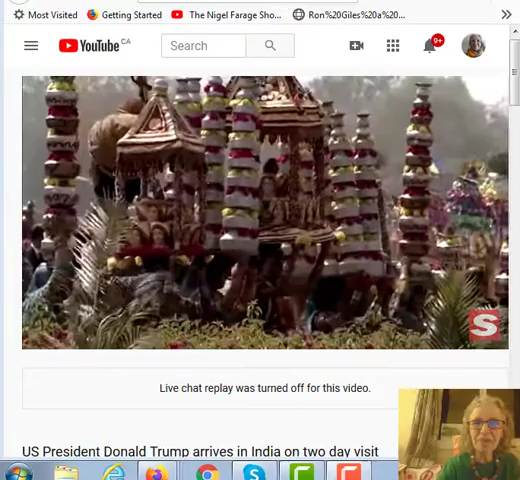 Most Visited Getting Started The Nigel Farage Sho... Ron%20Giles%20a%20...
YouTube CA Search 9+
S
Live chat replay was turned off for this video.
US President Donald Trump arrives in India on two day visit